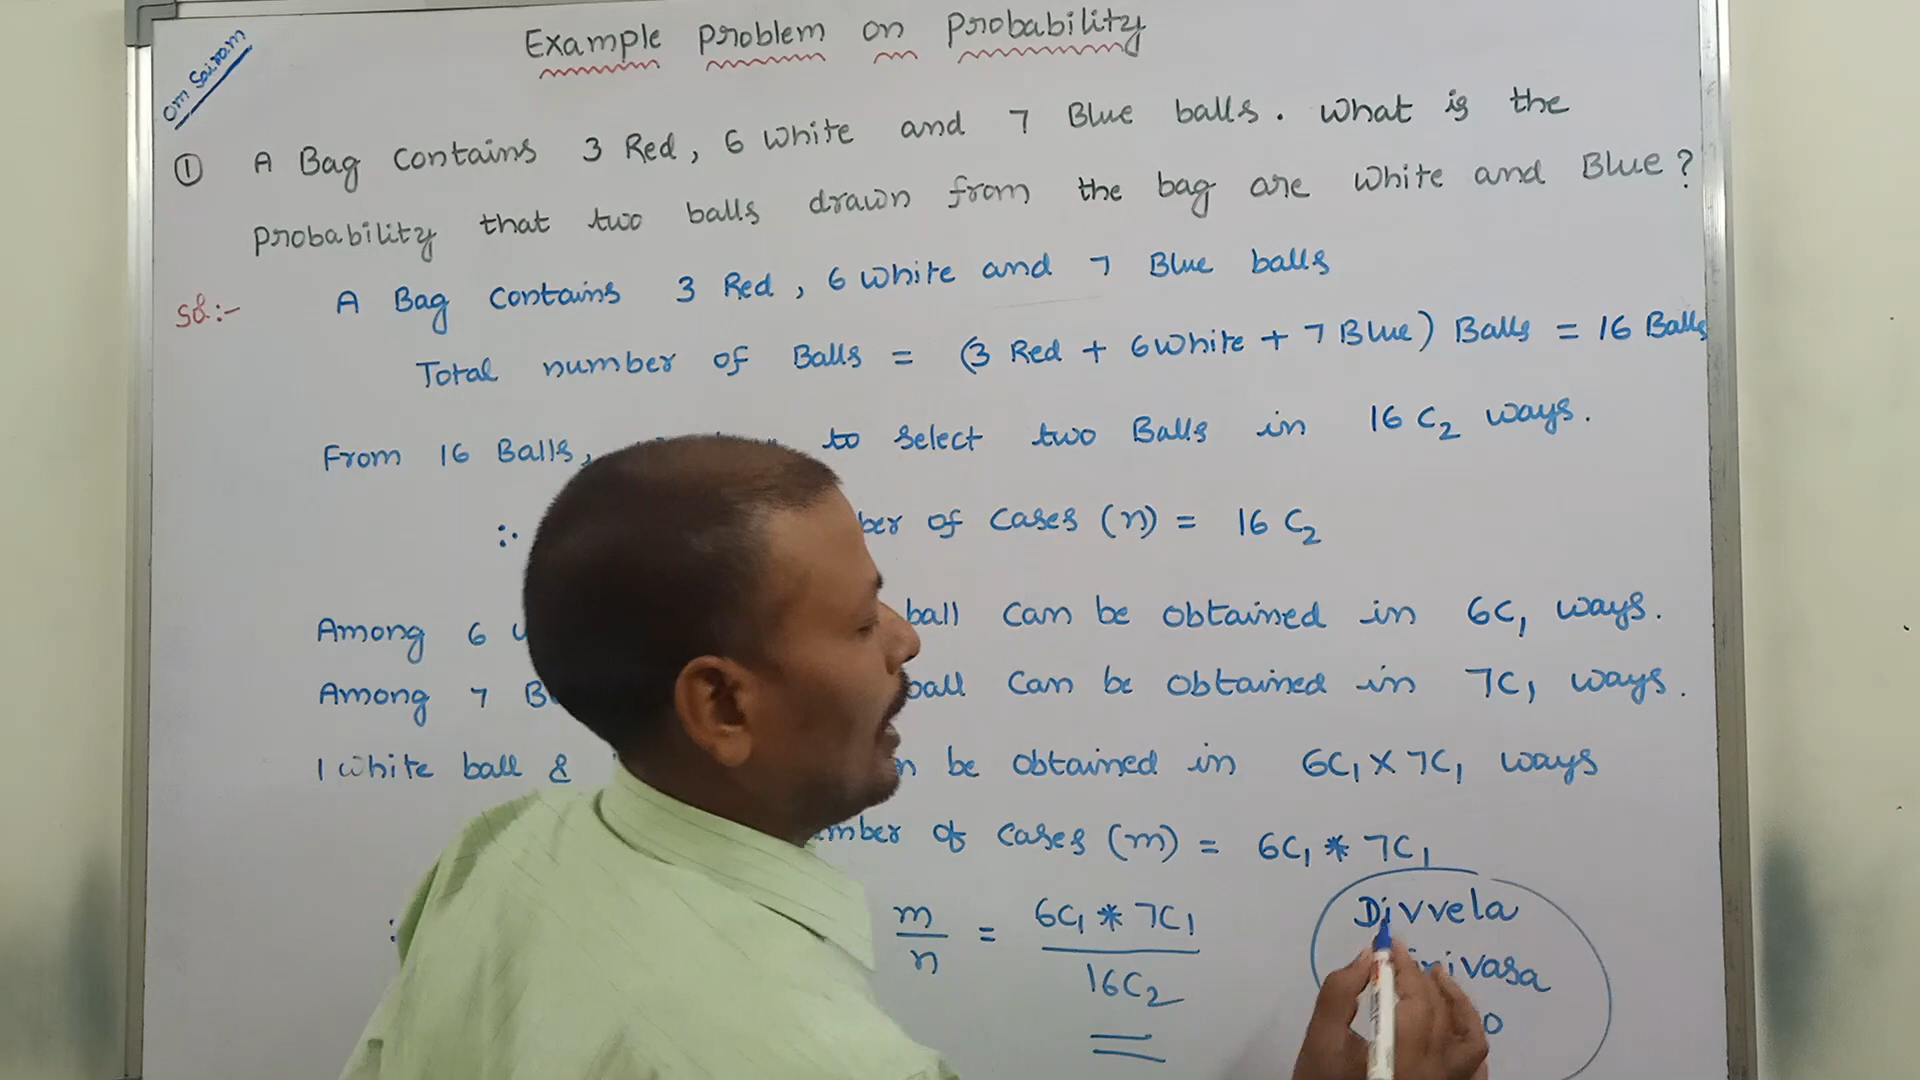 Om Sairam
Example Problem on Probability
① A Bag Contains 3 Red, 6 White and 7 Blue balls. What is the
Probability that two balls drawn from the bag are White and Blue?
Sol:- A Bag Contains 3 Red, 6 White and 7 Blue balls
Total number of Balls = (3 Red + 6 White + 7 Blue) Balls = 16 Balls
From 16 Balls, to select two Balls in 16 C₂ ways.
∴ of Cases (n) = 16 C₂
Among 6 ball Can be obtained in 6C₁ ways.
Among 7 ball Can be obtained in 7C₁ ways.
1 White ball & be obtained in 6C₁ X 7C₁ ways
of Cases (m) = 6C₁ * 7C₁
m/n = 6C₁ * 7C₁ / 16C₂
Divvela